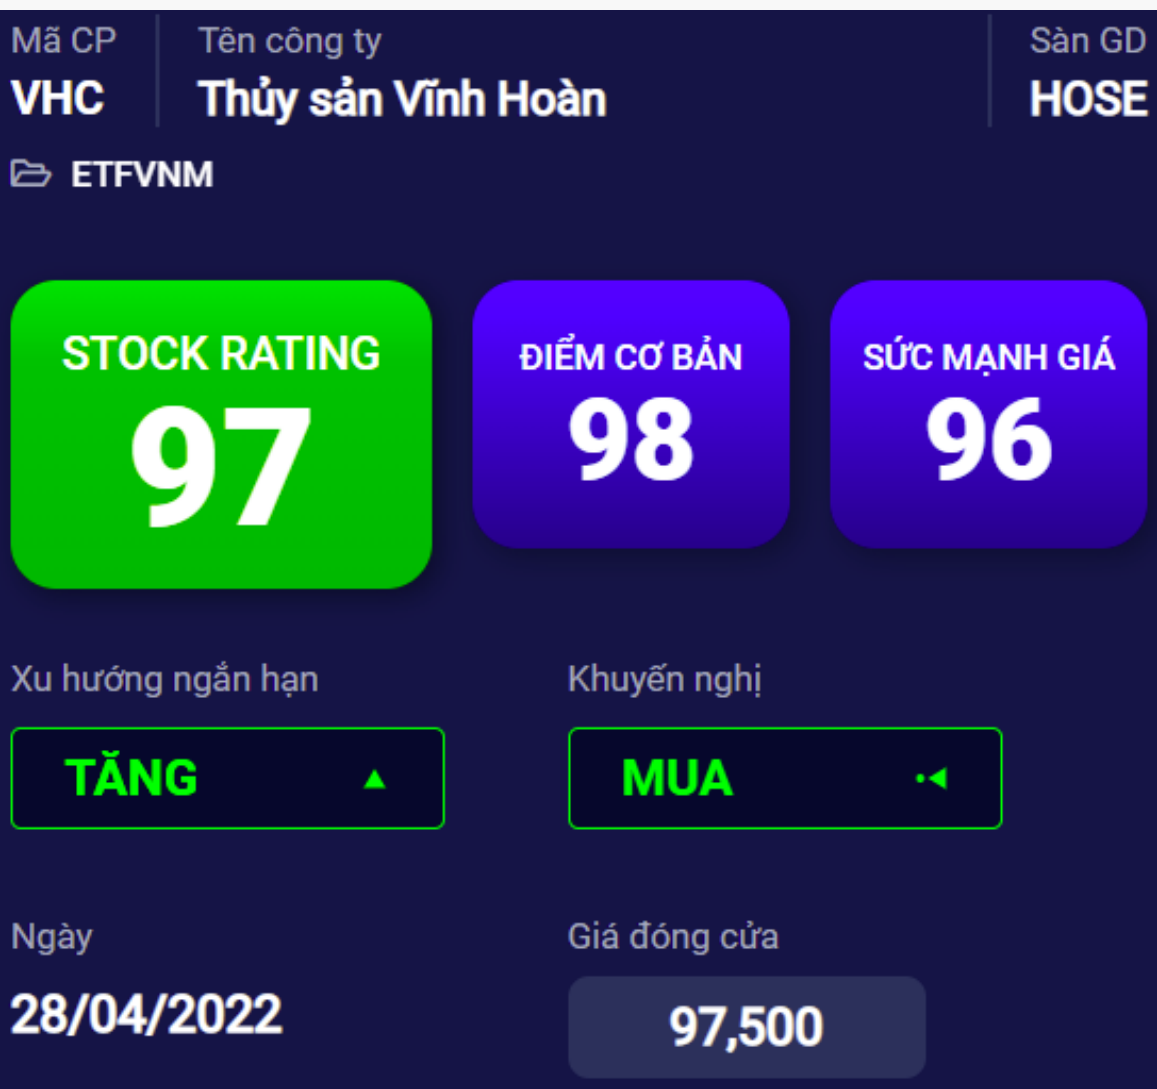 Mã CP Tên công ty Sàn GD
VHC Thủy sản Vĩnh Hoàn HOSE
ETFVNM
STOCK RATING ĐIỂM CƠ BẢN SỨC MẠNH GIÁ
97 98 96
Xu hướng ngắn hạn Khuyến nghị
TĂNG MUA
Ngày Giá đóng cửa
28/04/2022 97,500